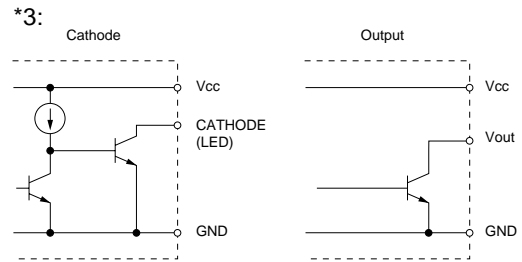 *3:
Cathode
Vcc
CATHODE
(LED)
GND
Output
Vcc
Vout
GND